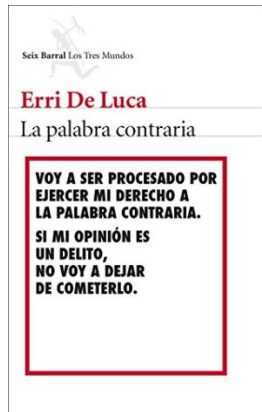 Seix Barral Los Tres Mundos
Erri De Luca
La palabra contraria
VOY A SER PROCESADO POR
EJERCER MI DERECHO A
LA PALABRA CONTRARIA.
SI MI OPINIÓN ES
UN DELITO,
NO VOY A DEJAR
DE COMETERLO.